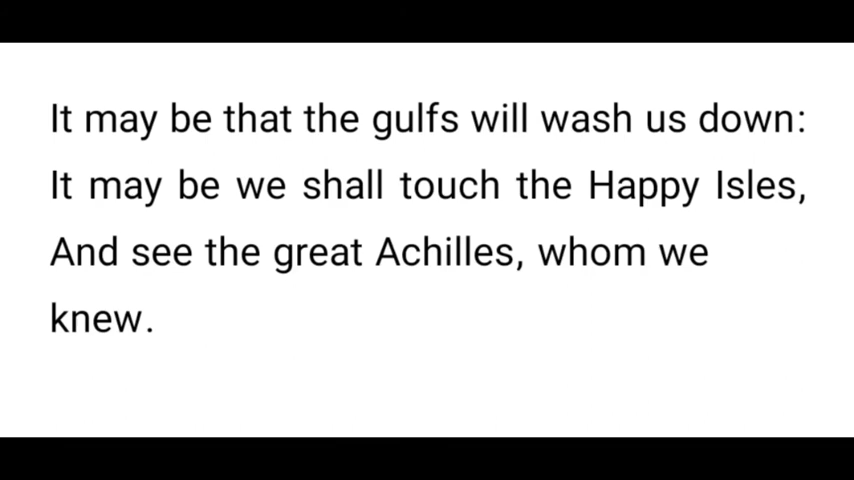 It may be that the gulfs will wash us down:
It may be we shall touch the Happy Isles,
And see the great Achilles, whom we
knew.